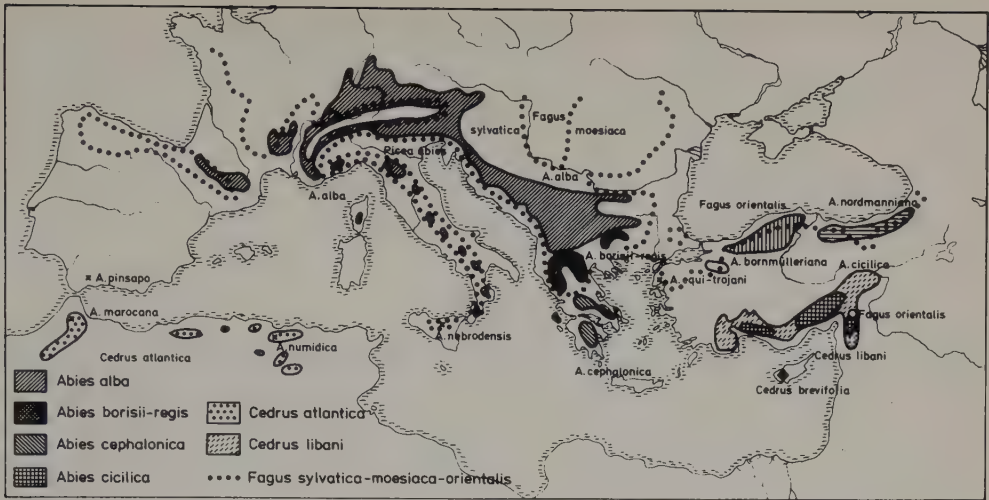 Fagus
sylvatica
moesiaca
Picea abies
A. alba
A. alba
Fagus orientalis
A. nordmanniana
A. borisii-regis
A. bornmülleriana
A. cicilica
A. equi-trojani
× A. pinsapo
A. marocana
A. nebrodensis
Fagus orientalis
A. numidica
Cedrus atlantica
Cedrus libani
A. cephalonica
Cedrus brevifolia
Abies alba
Abies borisii-regis
Cedrus atlantica
Abies cephalonica
Cedrus libani
Abies cicilica
Fagus sylvatica-moesiaca-orientalis